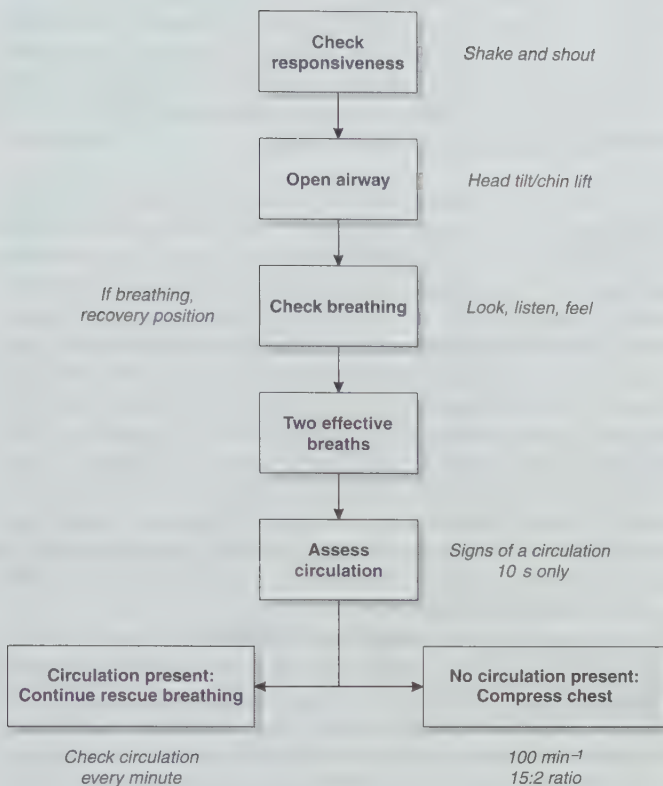 Check
responsiveness
Shake and shout
Open airway
Head tilt/chin lift
If breathing,
recovery position
Check breathing
Look, listen, feel
Two effective
breaths
Assess
circulation
Signs of a circulation
10 s only
Circulation present:
Continue rescue breathing
No circulation present:
Compress chest
Check circulation
every minute
100 min⁻¹
15:2 ratio